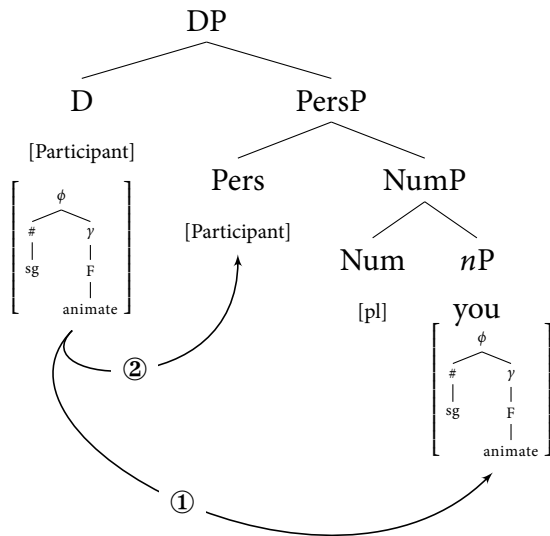 DP
D PersP
[Participant]
Pers NumP
[Participant]
Num nP
[pl] you
ϕ
# γ
sg F
animate
ϕ
# γ
sg F
animate
②
①